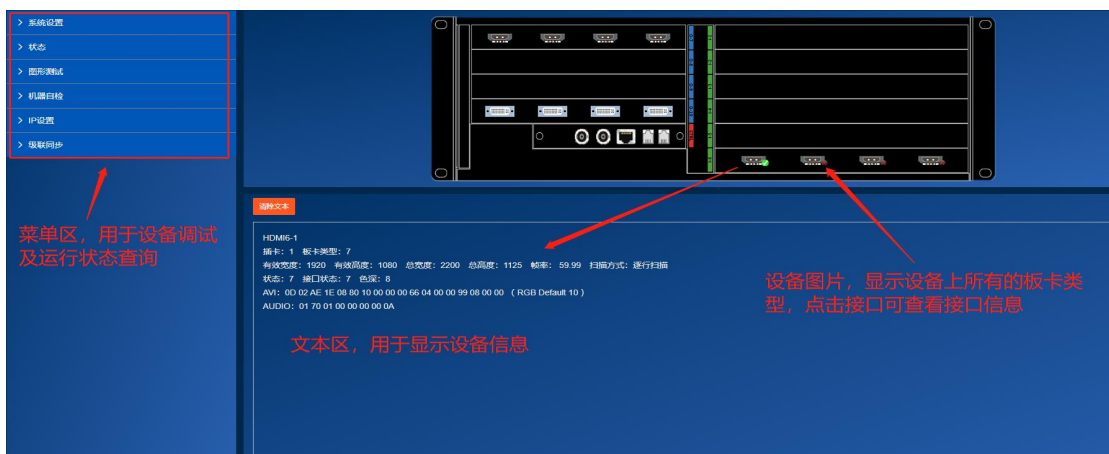 系统设置
状态
图形测试
机器自检
IP设置
级联同步
菜单区，用于设备调试
及运行状态查询
清除文本
HDMI6-1
插卡：1 板卡类型：7
有效宽度：1920 有效高度：1080 总宽度：2200 总高度：1125 帧率：59.99 扫描方式：逐行扫描
状态：7 接口状态：7 色深：8
AVI：0D 02 AE 1E 08 80 10 00 00 00 66 04 00 00 99 08 00 00 （RGB Default 10 ）
AUDIO：01 70 01 00 00 00 00 0A
文本区，用于显示设备信息
设备图片，显示设备上所有的板卡类
型，点击接口可查看接口信息